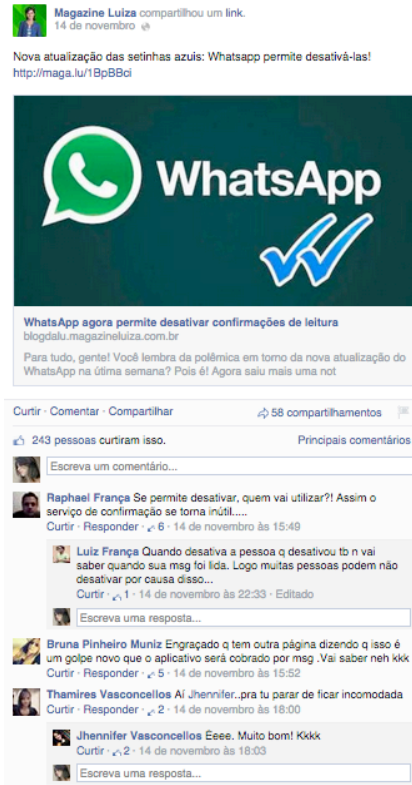 Magazine Luiza compartilhou um link.
14 de novembro
Nova atualização das setinhas azuis: Whatsapp permite desativá-las!
http://maga.lu/1BpBBci
WhatsApp
WhatsApp agora permite desativar confirmações de leitura
blogdalu.magazineluiza.com.br
Para tudo, gente! Você lembra da polêmica em torno da nova atualização do
WhatsApp na útima semana? Pois é! Agora saiu mais uma not
Curtir · Comentar · Compartilhar 58 compartilhamentos
243 pessoas curtiram isso. Principais comentários
Escreva um comentário...
Raphael França Se permite desativar, quem vai utilizar?! Assim o
serviço de confirmação se torna inútil.....
Curtir · Responder · 6 · 14 de novembro às 15:49
Luiz França Quando desativa a pessoa q desativou tb n vai
saber quando sua msg foi lida. Logo muitas pessoas podem não
desativar por causa disso...
Curtir · 1 · 14 de novembro às 22:33 · Editado
Escreva uma resposta...
Bruna Pinheiro Muniz Engraçado q tem outra página dizendo q isso é
um golpe novo que o aplicativo será cobrado por msg .Vai saber neh kkk
Curtir · Responder · 5 · 14 de novembro às 15:52
Thamires Vasconcellos Aí Jhennifer..pra tu parar de ficar incomodada
Curtir · Responder · 2 · 14 de novembro às 18:00
Jhennifer Vasconcellos Êeee. Muito bom! Kkkk
Curtir · 2 · 14 de novembro às 18:03
Escreva uma resposta...